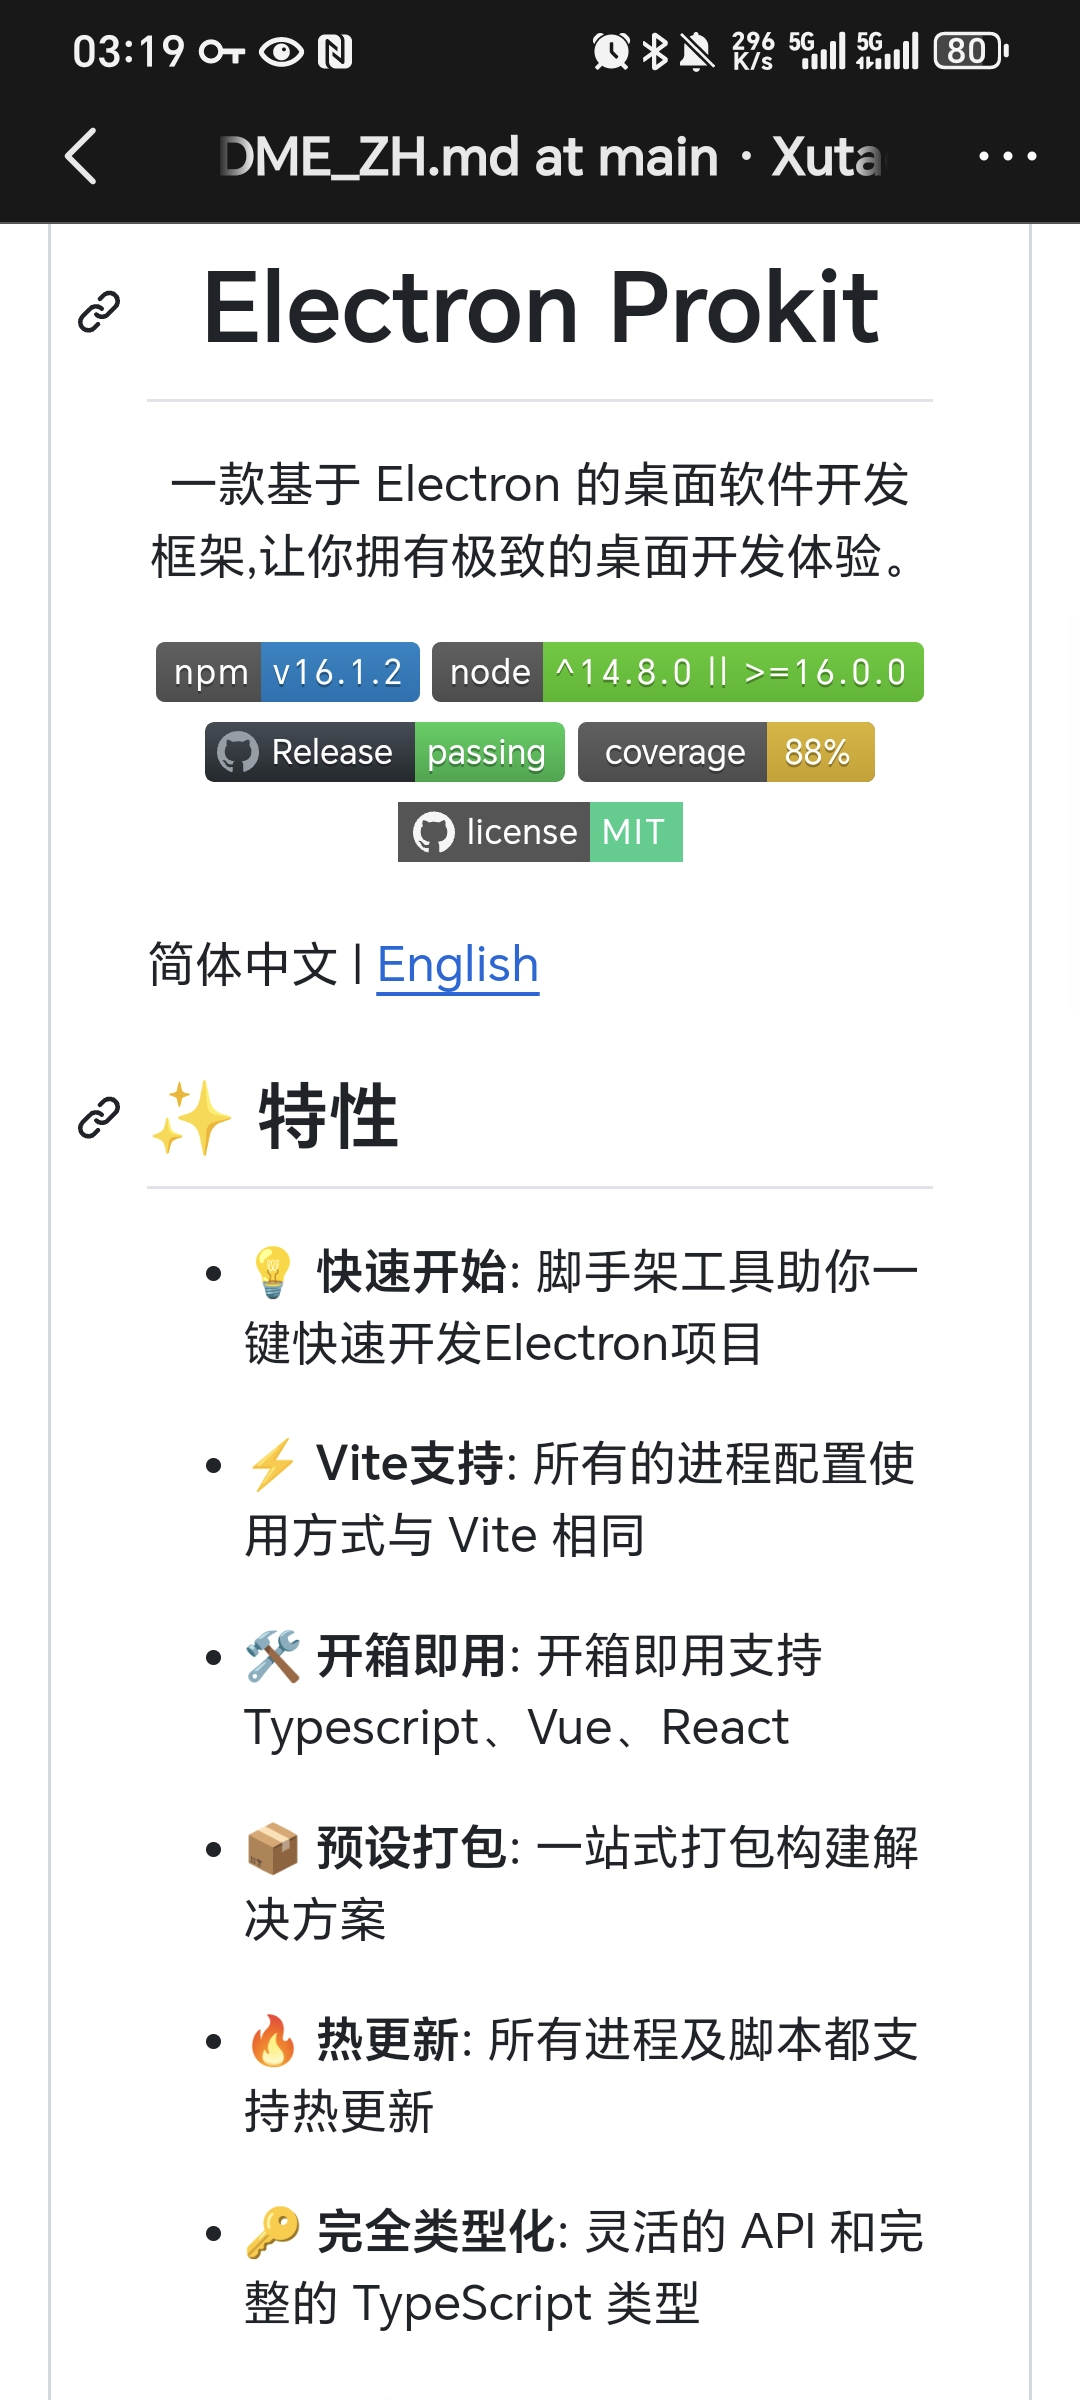 03:19
296 K/s 5G 5G 80
DME_ZH.md at main · Xuta
Electron Prokit
一款基于 Electron 的桌面软件开发
框架,让你拥有极致的桌面开发体验。
npm v16.1.2 node ^14.8.0 || >=16.0.0
Release passing coverage 88%
license MIT
简体中文 | English
✨ 特性
• 💡 快速开始: 脚手架工具助你一
键快速开发Electron项目
• ⚡ Vite支持: 所有的进程配置使
用方式与 Vite 相同
• 🛠 开箱即用: 开箱即用支持
Typescript、Vue、React
• 📦 预设打包: 一站式打包构建解
决方案
• 🔥 热更新: 所有进程及脚本都支
持热更新
• 🔑 完全类型化: 灵活的 API 和完
整的 TypeScript 类型